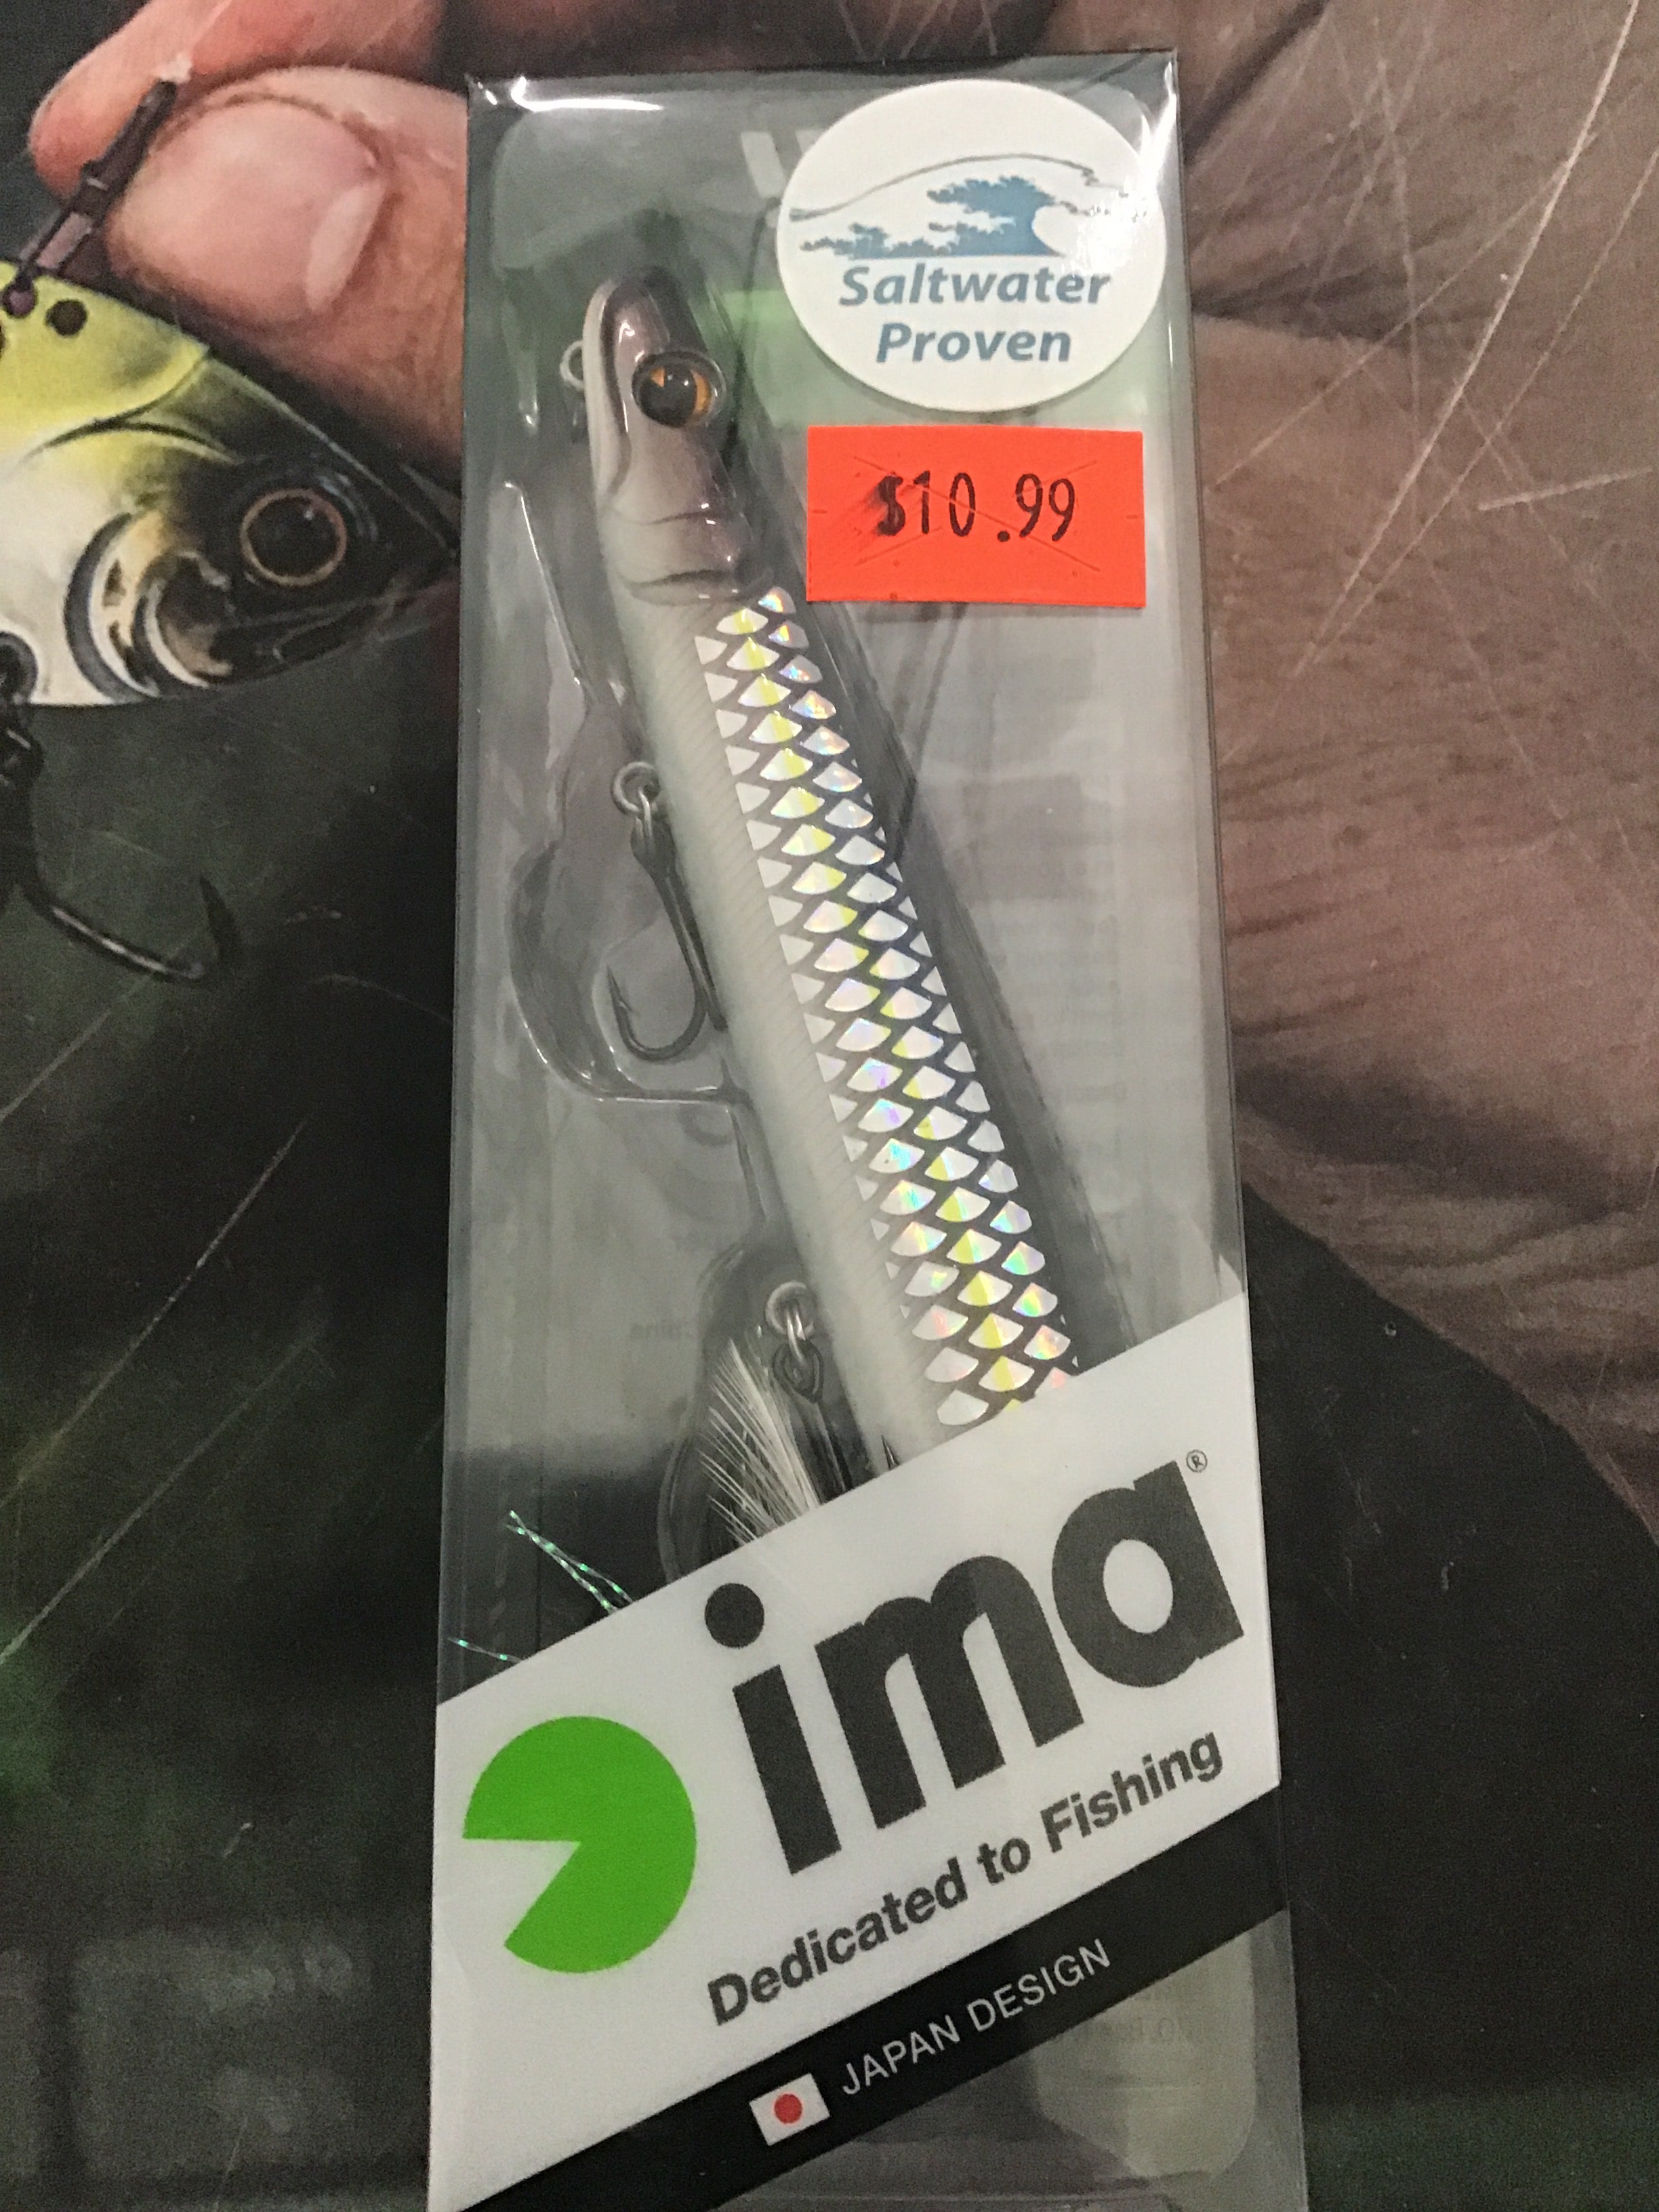 Saltwater
Proven
$10.99
ima®
Dedicated to Fishing
JAPAN DESIGN